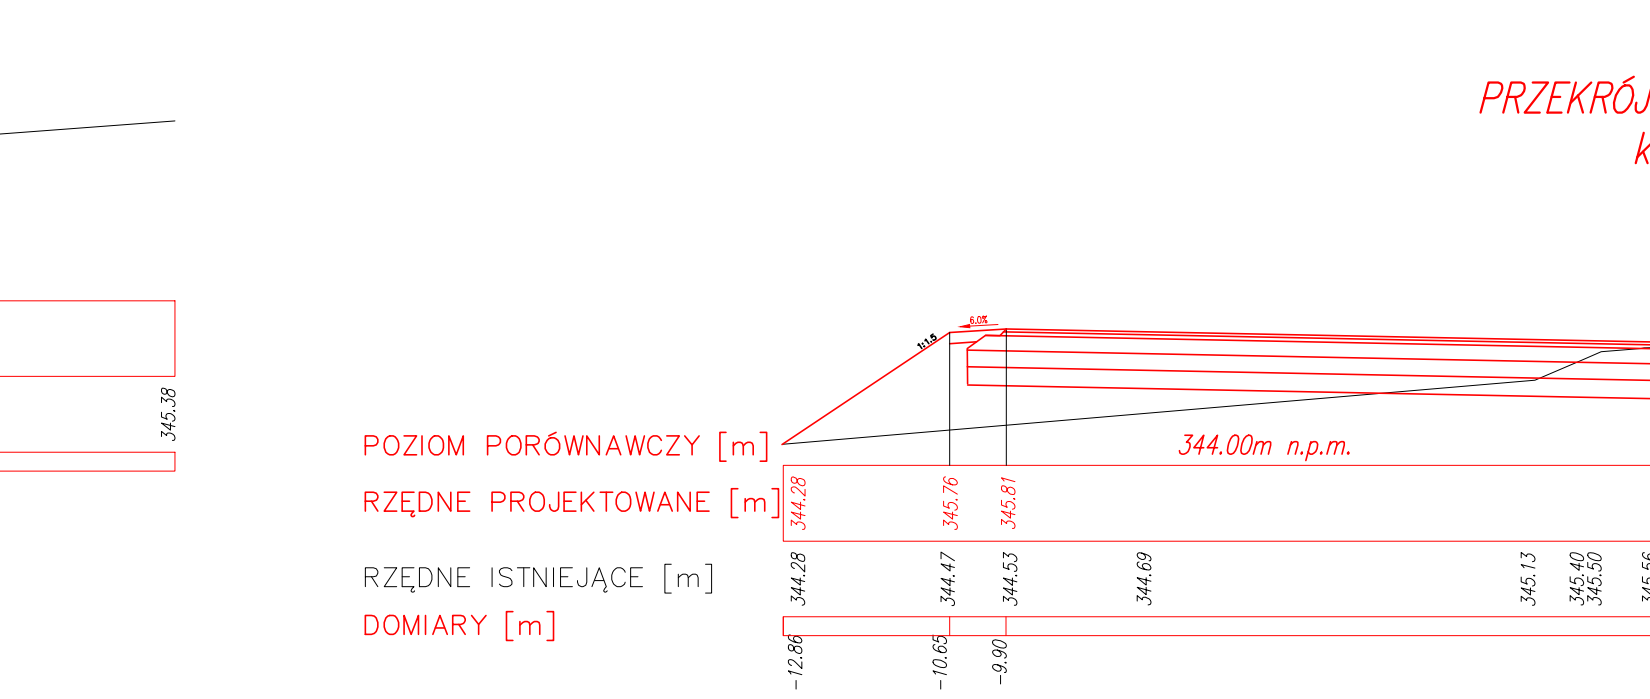 PRZEKRÓJ
k
6.0%
1:1.5
345.38
POZIOM PORÓWNAWCZY [m]
344.00m n.p.m.
RZĘDNE PROJEKTOWANE [m]
344.28
345.76
345.81
RZĘDNE ISTNIEJĄCE [m]
344.28
344.47
344.53
344.69
345.13
345.40
345.50
345.56
DOMIARY [m]
-12.86
-10.65
-9.90